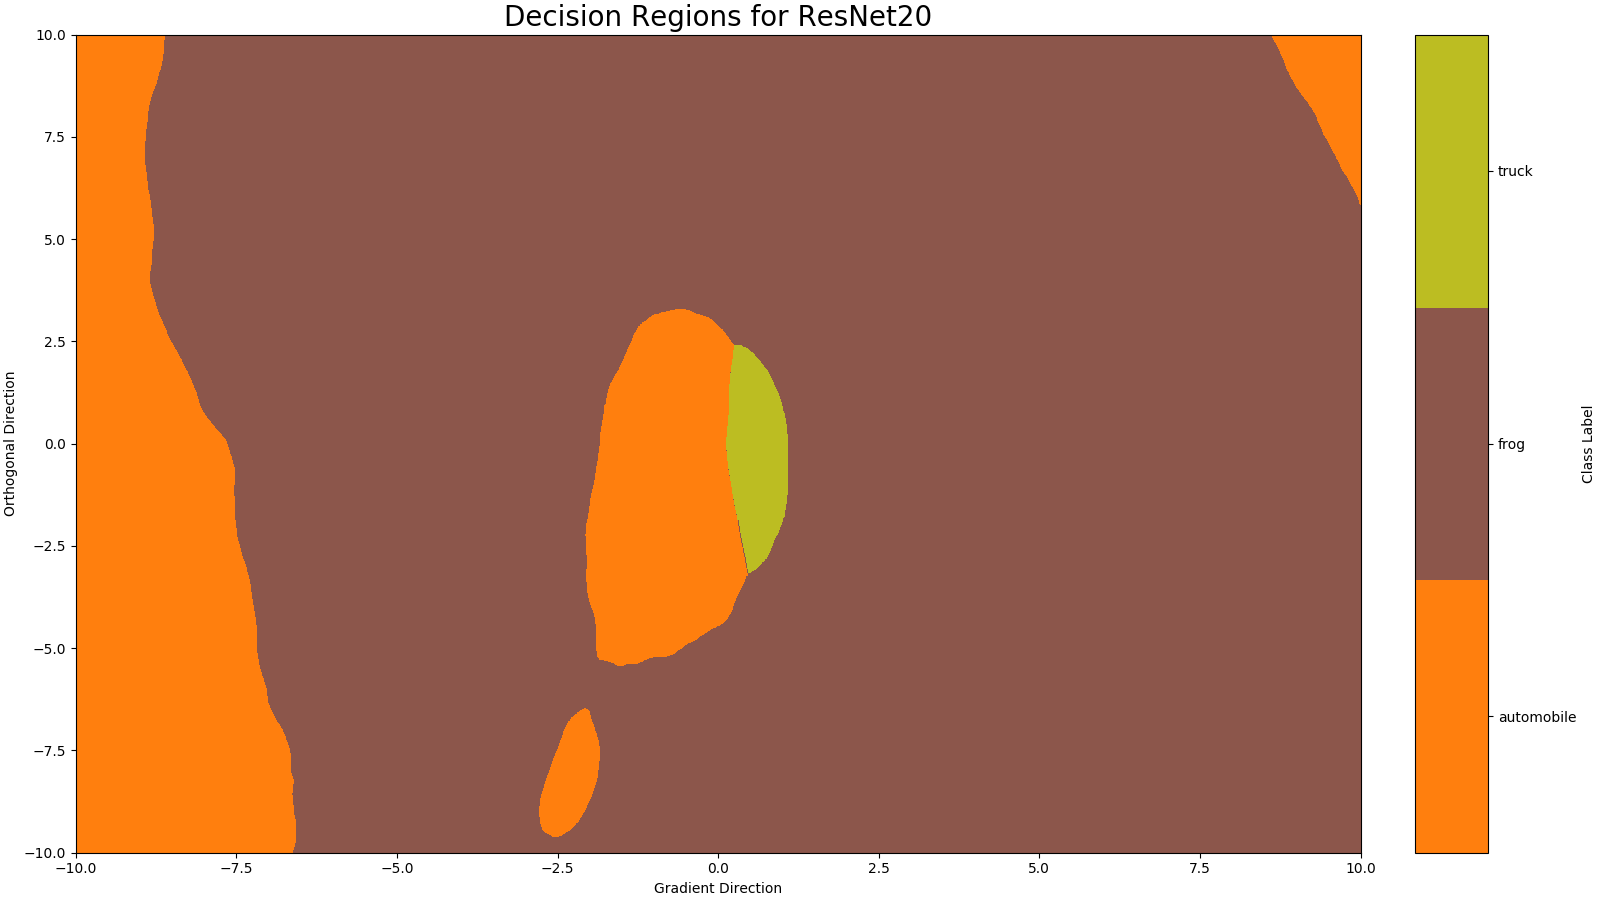 Decision Regions for ResNet20
10.0
7.5
5.0
2.5
0.0
−2.5
−5.0
−7.5
−10.0
Orthogonal Direction
−10.0
−7.5
−5.0
−2.5
0.0
2.5
5.0
7.5
10.0
Gradient Direction
truck
frog
automobile
Class Label